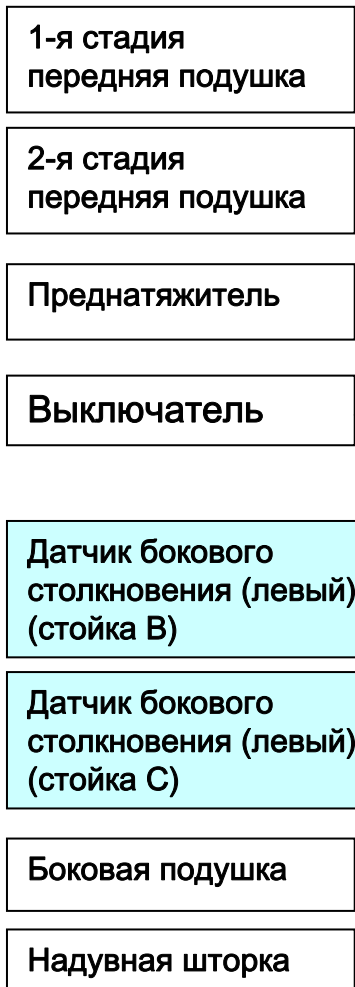 1-я стадия
передняя подушка
2-я стадия
передняя подушка
Преднатяжитель
Выключатель
Датчик бокового
столкновения (левый)
(стойка В)
Датчик бокового
столкновения (левый)
(стойка С)
Боковая подушка
Надувная шторка